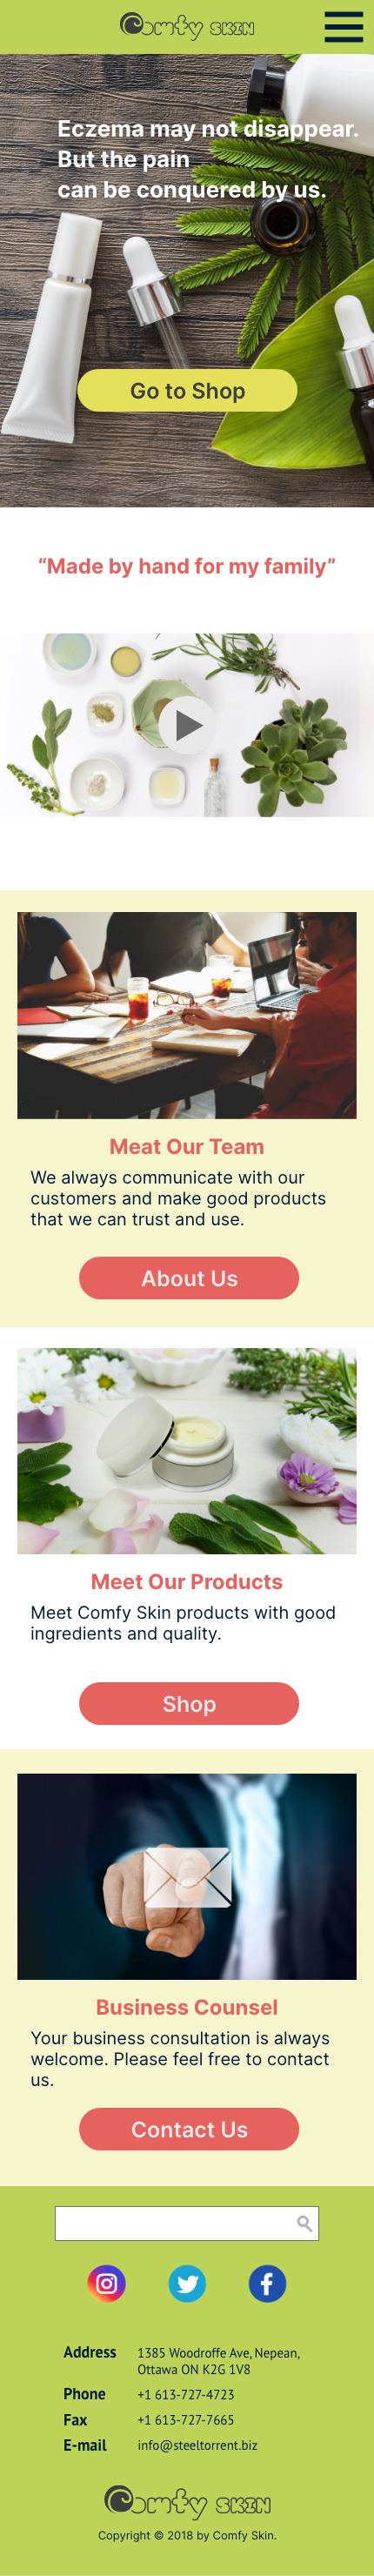 Comfy SKIN
Eczema may not disappear.
But the pain
can be conquered by us.
Go to Shop
“Made by hand for my family”
Meat Our Team
We always communicate with our
customers and make good products
that we can trust and use.
About Us
Meet Our Products
Meet Comfy Skin products with good
ingredients and quality.
Shop
Business Counsel
Your business consultation is always
welcome. Please feel free to contact
us.
Contact Us
Address 1385 Woodroffe Ave, Nepean,
Ottawa ON K2G 1V8
Phone +1 613-727-4723
Fax +1 613-727-7665
E-mail info@steeltorrent.biz
Comfy SKIN
Copyright © 2018 by Comfy Skin.